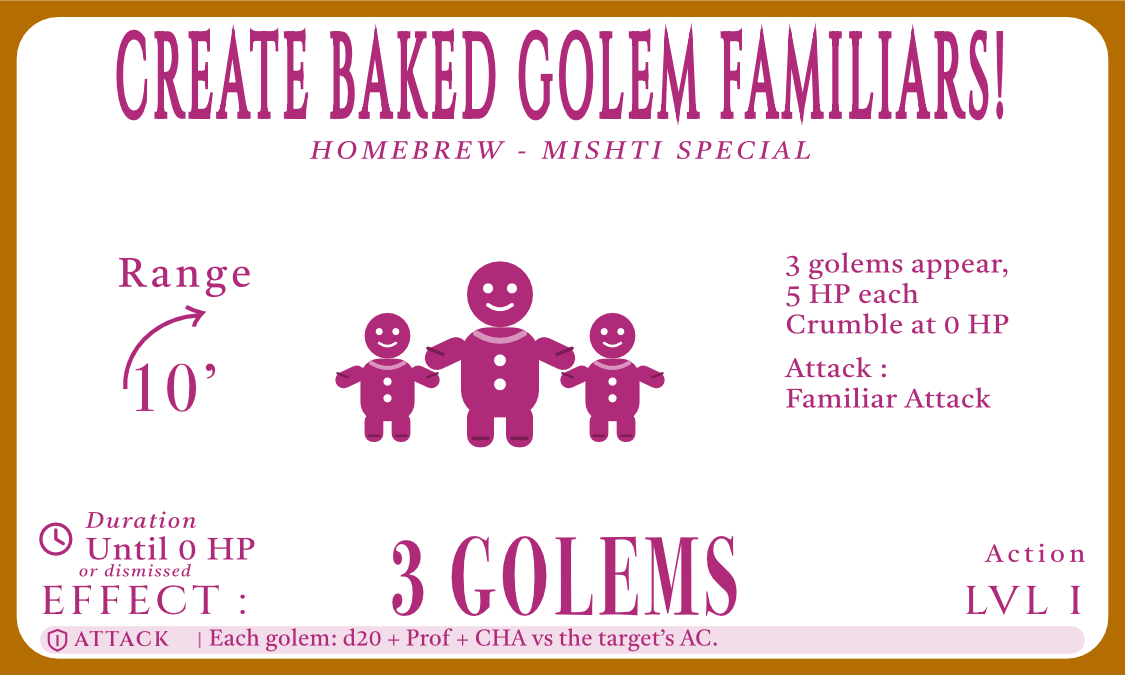 CREATE BAKED GOLEM FAMILIARS!
HOMEBREW - MISHTI SPECIAL
Range
10’
3 golems appear,
5 HP each
Crumble at 0 HP
Attack :
Familiar Attack
Duration
Until 0 HP
or dismissed
EFFECT :
3 GOLEMS
Action
LVL I
ATTACK | Each golem: d20 + Prof + CHA vs the target’s AC.